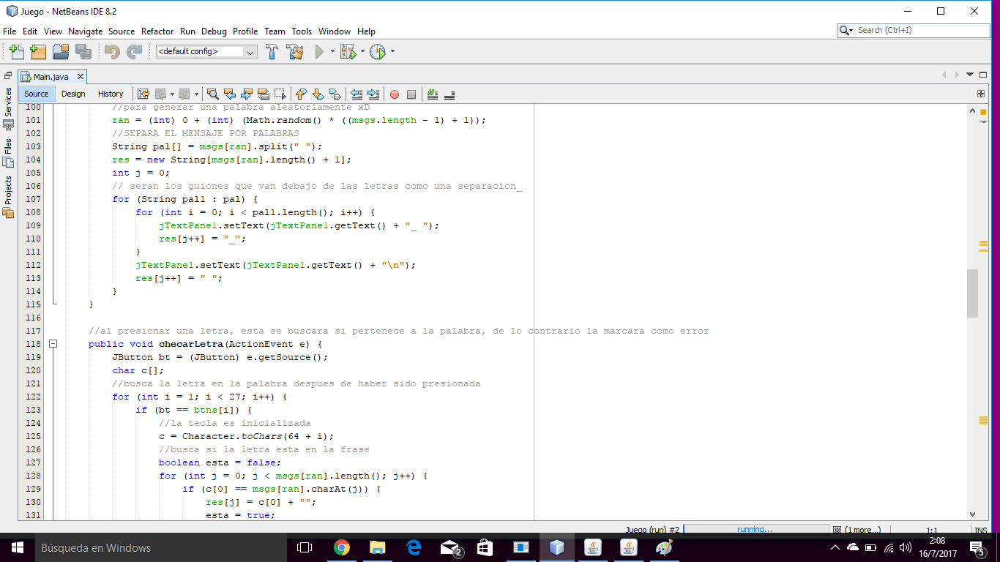 Juego - NetBeans IDE 8.2
File Edit View Navigate Source Refactor Run Debug Profile Team Tools Window Help
Search (Ctrl+I)
<default config>
Main.java
Source Design History
Services
Files
Projects
100 //para generar una palabra aleatoriamente xD
101 ran = (int) 0 + (int) (Math.random() * ((msgs.length - 1) + 1));
102 //SEPARA EL MENSAJE POR PALABRAS
103 String pal[] = msgs[ran].split(" ");
104 res = new String[msgs[ran].length() + 1];
105 int j = 0;
106 // seran los guiones que van debajo de las letras como una separacion_
107 for (String pal1 : pal) {
108 for (int i = 0; i < pal1.length(); i++) {
109 jTextPane1.setText(jTextPane1.getText() + "_ ");
110 res[j++] = "_";
111 }
112 jTextPane1.setText(jTextPane1.getText() + "\n");
113 res[j++] = " ";
114 }
115 }
116
117 //al presionar una letra, esta se buscara si pertenece a la palabra, de lo contrario la marcara como error
118 public void checarLetra(ActionEvent e) {
119 JButton bt = (JButton) e.getSource();
120 char c[];
121 //busca la letra en la palabra despues de haber sido presionada
122 for (int i = 1; i < 27; i++) {
123 if (bt == btns[i]) {
124 //la tecla es inicializada
125 c = Character.toChars(64 + i);
126 //busca si la letra esta en la frase
127 boolean esta = false;
128 for (int j = 0; j < msgs[ran].length(); j++) {
129 if (c[0] == msgs[ran].charAt(j)) {
130 res[j] = c[0] + "";
131 esta = true;
Juego (run) #2 running... (1 more...) 1:1 INS
Búsqueda en Windows
2
2:08
16/7/2017
5